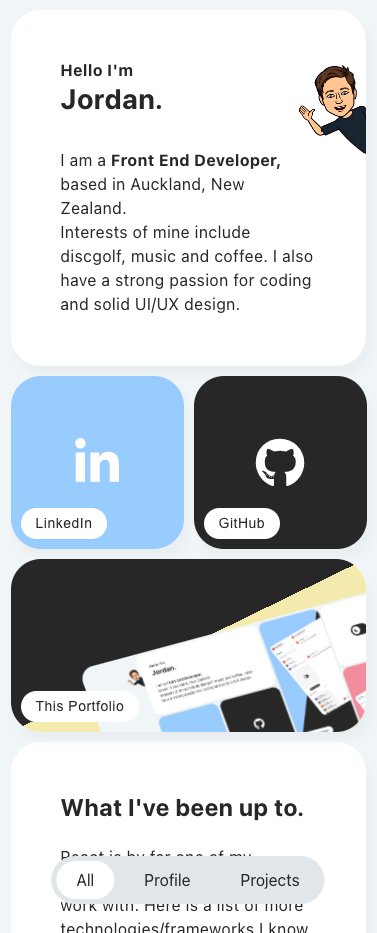 Hello I'm
Jordan.
I am a Front End Developer,
based in Auckland, New
Zealand.
Interests of mine include
discgolf, music and coffee. I also
have a strong passion for coding
and solid UI/UX design.
in
LinkedIn
GitHub
Jordan.
This Portfolio
What I've been up to.
React is by far one of my
All
Profile
Projects
work with. Here is a list of more
technologies/frameworks I know